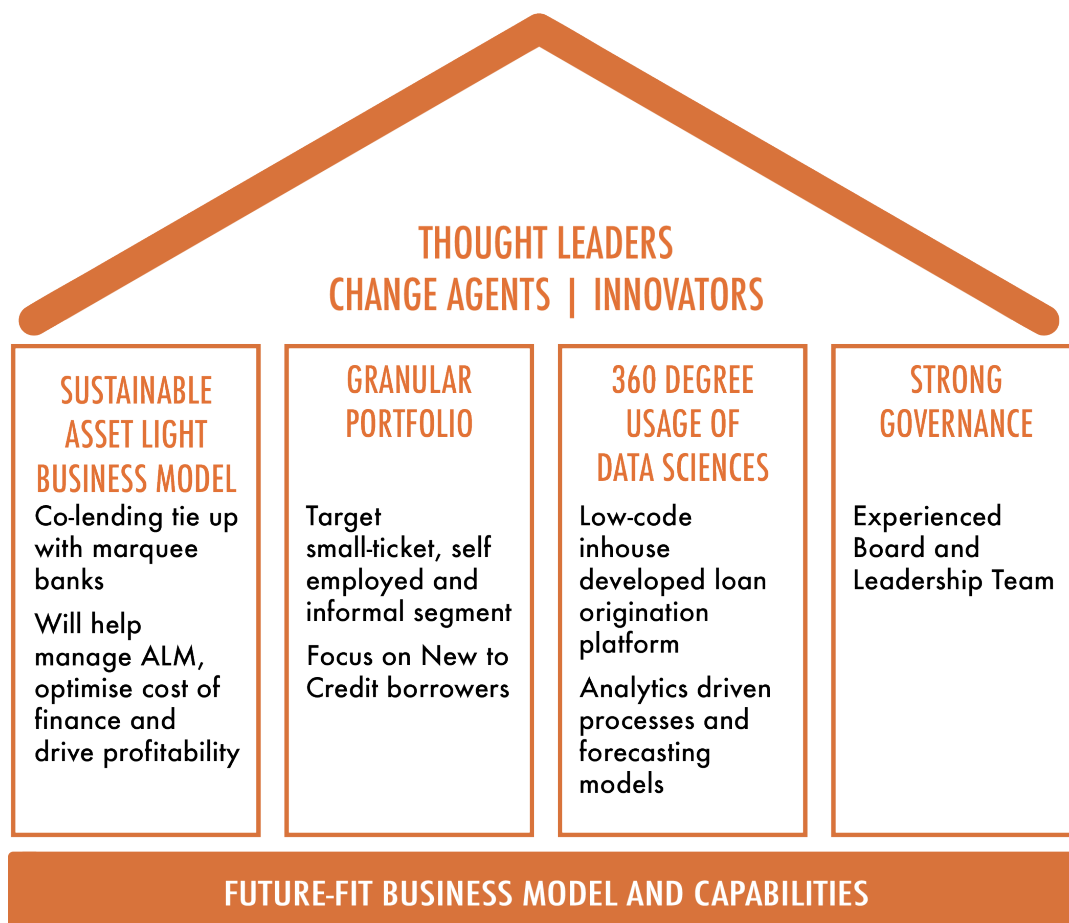 THOUGHT LEADERS
CHANGE AGENTS | INNOVATORS
SUSTAINABLE
ASSET LIGHT
BUSINESS MODEL
Co-lending tie up
with marquee
banks
Will help
manage ALM,
optimise cost of
finance and
drive profitability
GRANULAR
PORTFOLIO
Target
small-ticket, self
employed and
informal segment
Focus on New to
Credit borrowers
360 DEGREE
USAGE OF
DATA SCIENCES
Low-code
inhouse
developed loan
origination
platform
Analytics driven
processes and
forecasting
models
STRONG
GOVERNANCE
Experienced
Board and
Leadership Team
FUTURE-FIT BUSINESS MODEL AND CAPABILITIES